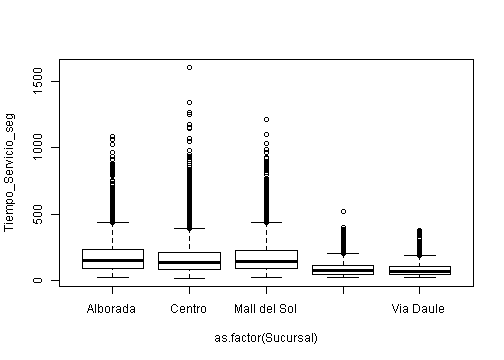 Tiempo_Servicio_seg
1500
1000
500
0
Alborada Centro Mall del Sol Via Daule
as.factor(Sucursal)